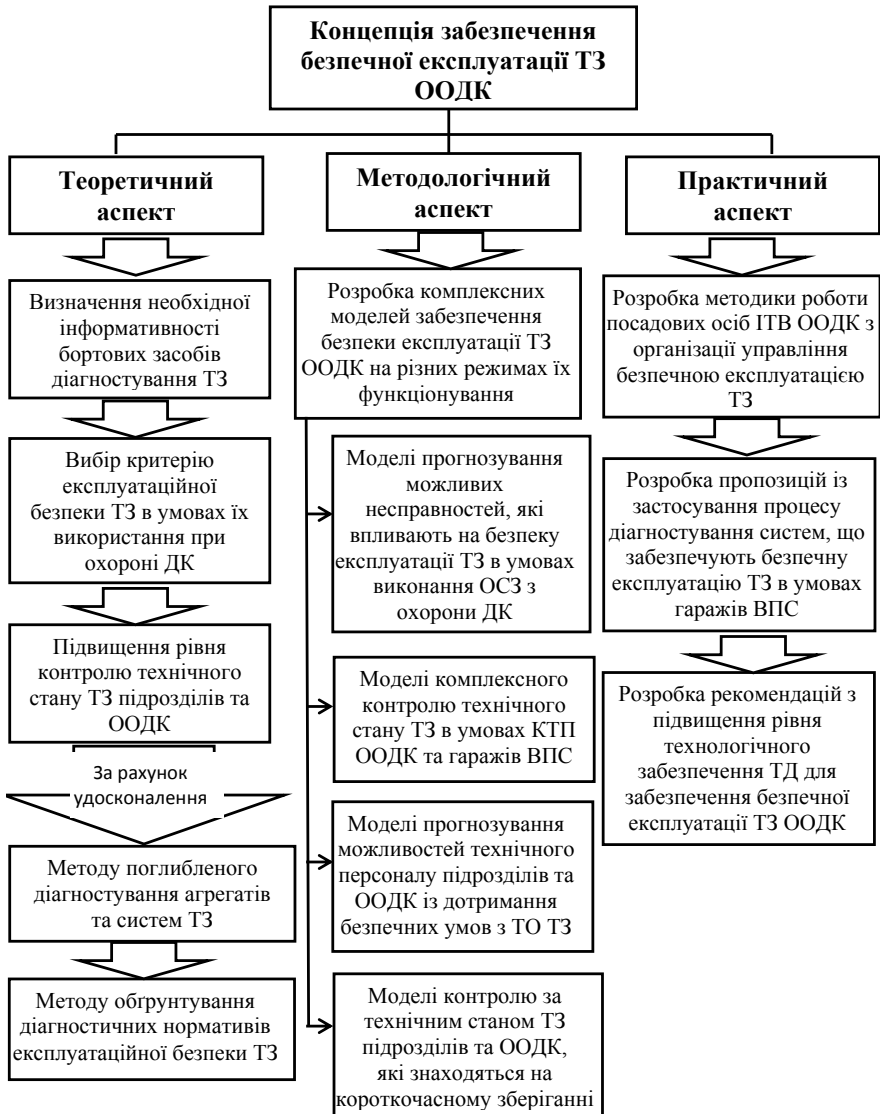 Концепція забезпечення
безпечної експлуатації ТЗ
ООДК
Теоретичний
аспект
Визначення необхідної
інформативності
бортових засобів
діагностування ТЗ
Вибір критерію
експлуатаційної
безпеки ТЗ в умовах їх
використання при
охороні ДК
Підвищення рівня
контролю технічного
стану ТЗ підрозділів та
ООДК
За рахунок
удосконалення
Методу поглибленого
діагностування агрегатів
та систем ТЗ
Методу обґрунтування
діагностичних нормативів
експлуатаційної безпеки ТЗ
Методологічний
аспект
Розробка комплексних
моделей забезпечення
безпеки експлуатації ТЗ
ООДК на різних режимах їх
функціонування
Моделі прогнозування
можливих
несправностей, які
впливають на безпеку
експлуатації ТЗ в умовах
виконання ОСЗ з
охорони ДК
Моделі комплексного
контролю технічного
стану ТЗ в умовах КТП
ООДК та гаражів ВПС
Моделі прогнозування
можливостей технічного
персоналу підрозділів та
ООДК із дотримання
безпечних умов з ТО ТЗ
Моделі контролю за
технічним станом ТЗ
підрозділів та ООДК,
які знаходяться на
короткочасному зберіганні
Практичний
аспект
Розробка методики роботи
посадових осіб ІТВ ООДК з
організації управління
безпечною експлуатацією
ТЗ
Розробка пропозицій із
застосування процесу
діагностування систем, що
забезпечують безпечну
експлуатацію ТЗ в умовах
гаражів ВПС
Розробка рекомендацій з
підвищення рівня
технологічного
забезпечення ТД для
забезпечення безпечної
експлуатації ТЗ ООДК